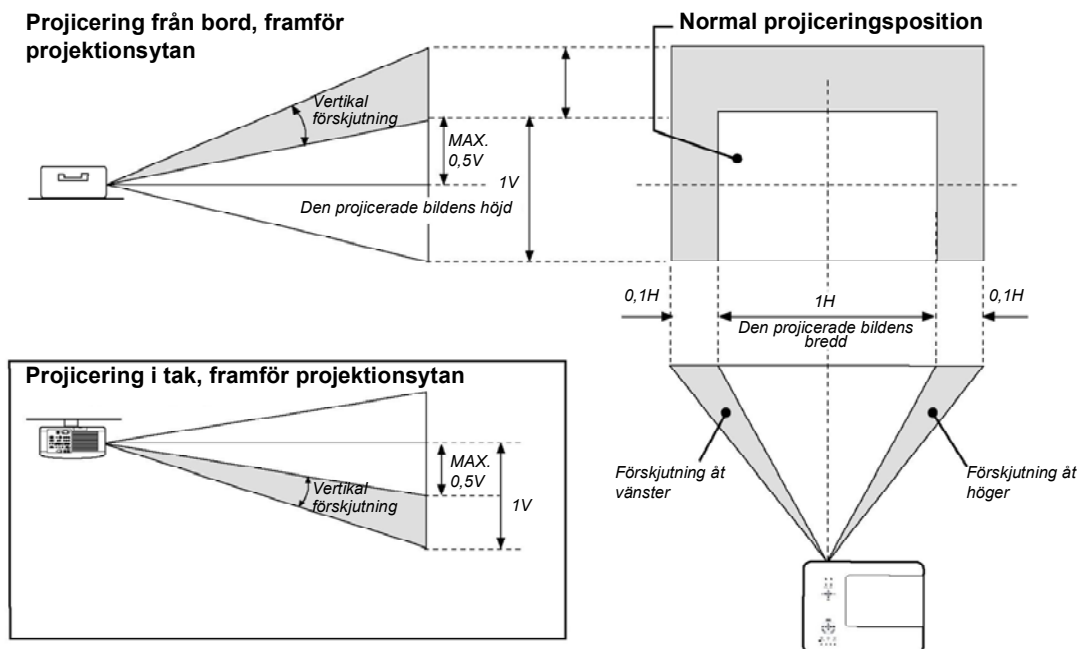 Projicering från bord, framför
projektionsytan
Normal projiceringsposition
Vertikal
förskjutning
MAX.
0,5V
1V
Den projicerade bildens höjd
0,1H
1H
0,1H
Den projicerade bildens
bredd
Projicering i tak, framför projektionsytan
MAX.
0,5V
Vertikal
förskjutning
1V
Förskjutning åt
vänster
Förskjutning åt
höger